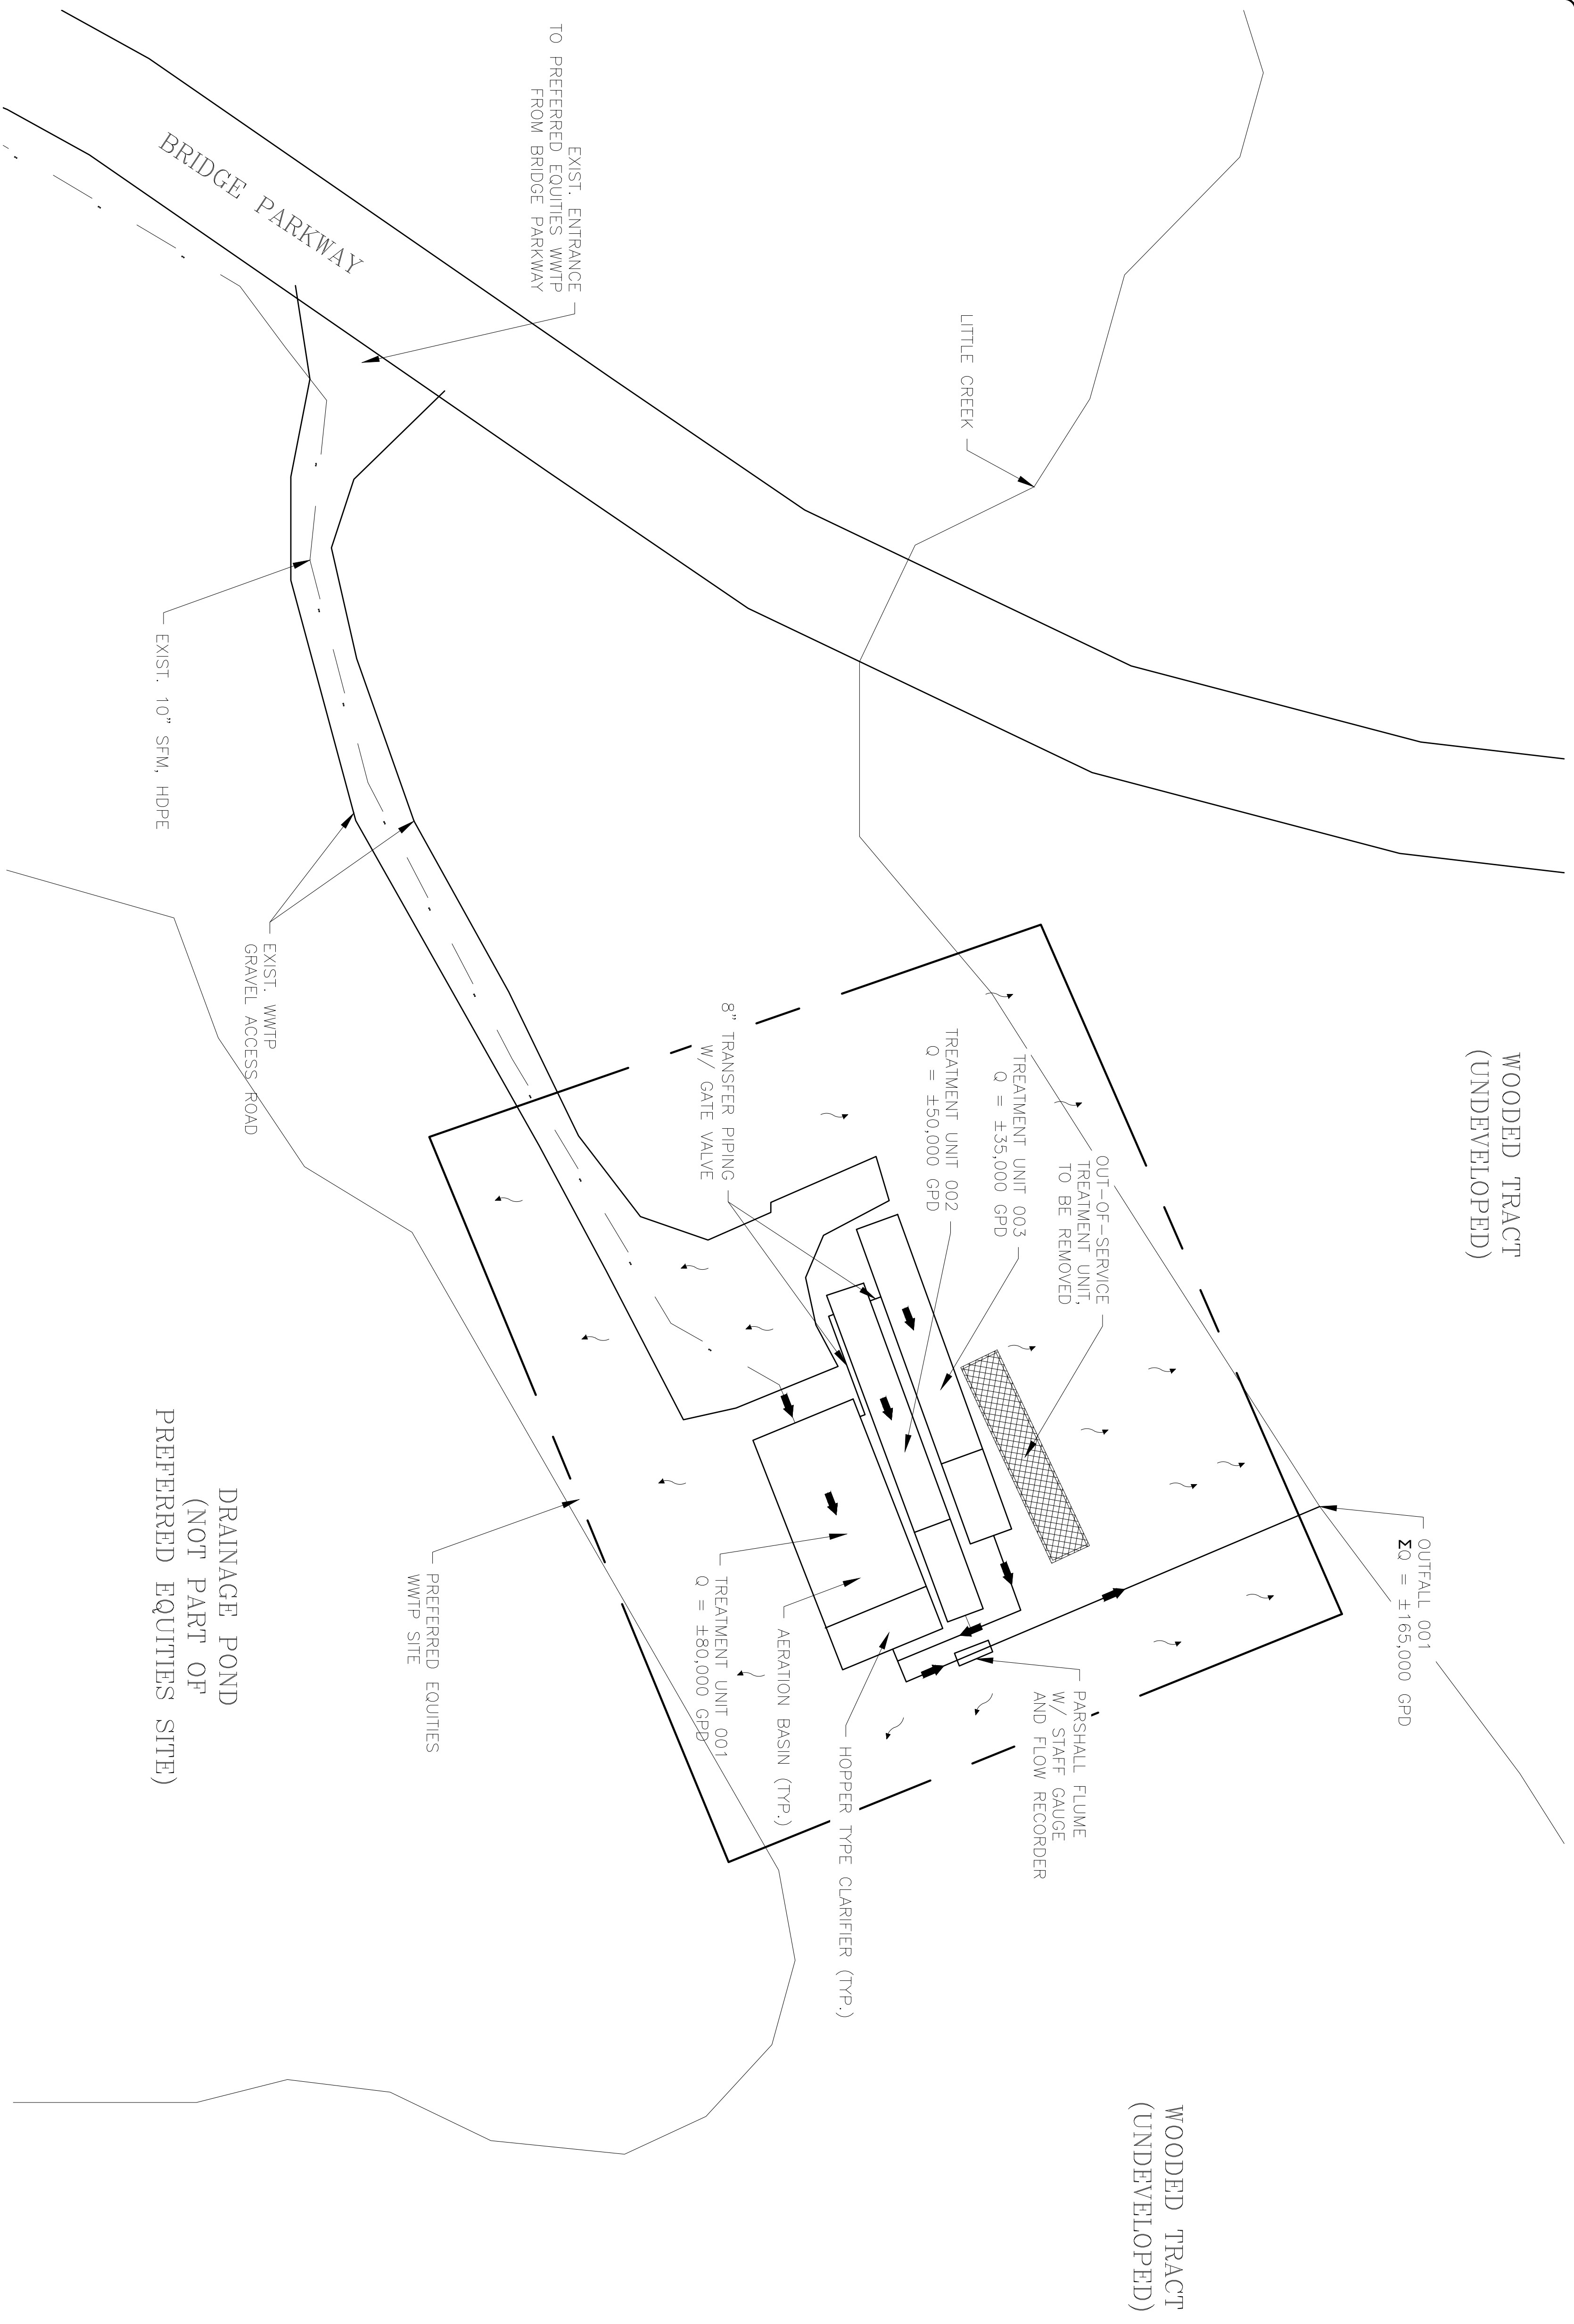 WOODED TRACT
(UNDEVELOPED)
WOODED TRACT
(UNDEVELOPED)
OUTFALL 001
ΣQ = ±165,000 GPD
LITTLE CREEK
OUT-OF-SERVICE
TREATMENT UNIT,
TO BE REMOVED
TREATMENT UNIT 003
Q = ±35,000 GPD
TREATMENT UNIT 002
Q = ±50,000 GPD
PARSHALL FLUME
W/ STAFF GAUGE
AND FLOW RECORDER
8" TRANSFER PIPING
W/ GATE VALVE
HOPPER TYPE CLARIFIER (TYP.)
AERATION BASIN (TYP.)
TREATMENT UNIT 001
Q = ±80,000 GPD
EXIST. ENTRANCE
TO PREFERRED EQUITIES WWTP
FROM BRIDGE PARKWAY
PREFERRED EQUITIES
WWTP SITE
BRIDGE PARKWAY
EXIST. WWTP
GRAVEL ACCESS ROAD
DRAINAGE POND
(NOT PART OF
PREFERRED EQUITIES SITE)
EXIST. 10" SFM, HDPE